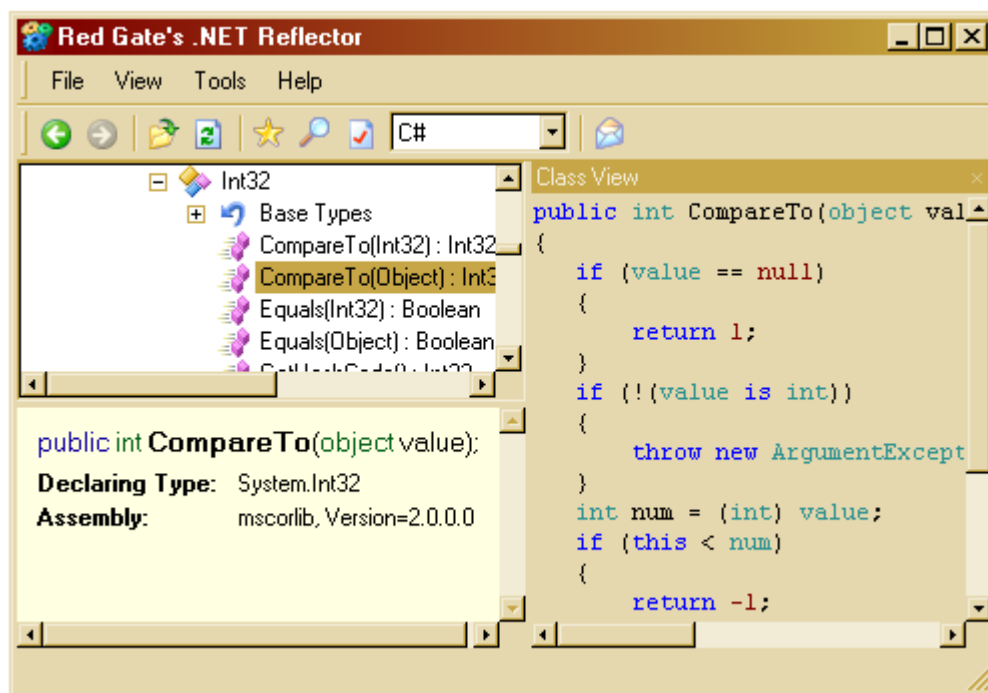 Red Gate's .NET Reflector
File View Tools Help
C#
Int32
Base Types
CompareTo(Int32) : Int32
CompareTo(Object) : Int3
Equals(Int32) : Boolean
Equals(Object) : Boolean
GetHashCode() : Int32
public int CompareTo(object value);
Declaring Type: System.Int32
Assembly: mscorlib, Version=2.0.0.0
Class View
public int CompareTo(object val
{
if (value == null)
{
return 1;
}
if (!(value is int))
{
throw new ArgumentExcept
}
int num = (int) value;
if (this < num)
{
return -1;